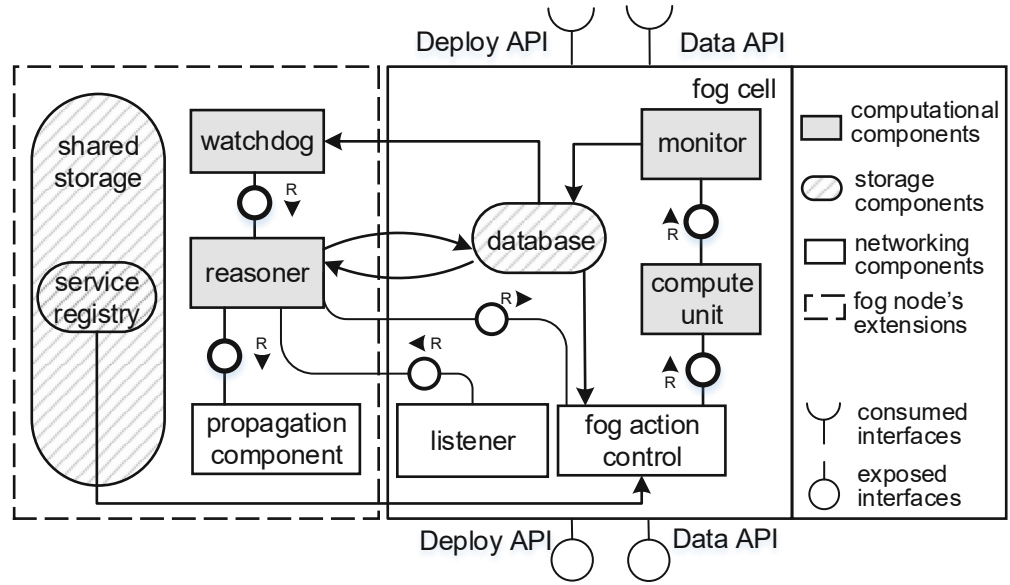 Deploy API
Data API
fog cell
shared
storage
watchdog
monitor
R
R
database
service
registry
reasoner
compute
unit
R
R
R
R
propagation
component
listener
fog action
control
Deploy API
Data API
computational
components
storage
components
networking
components
fog node's
extensions
consumed
interfaces
exposed
interfaces